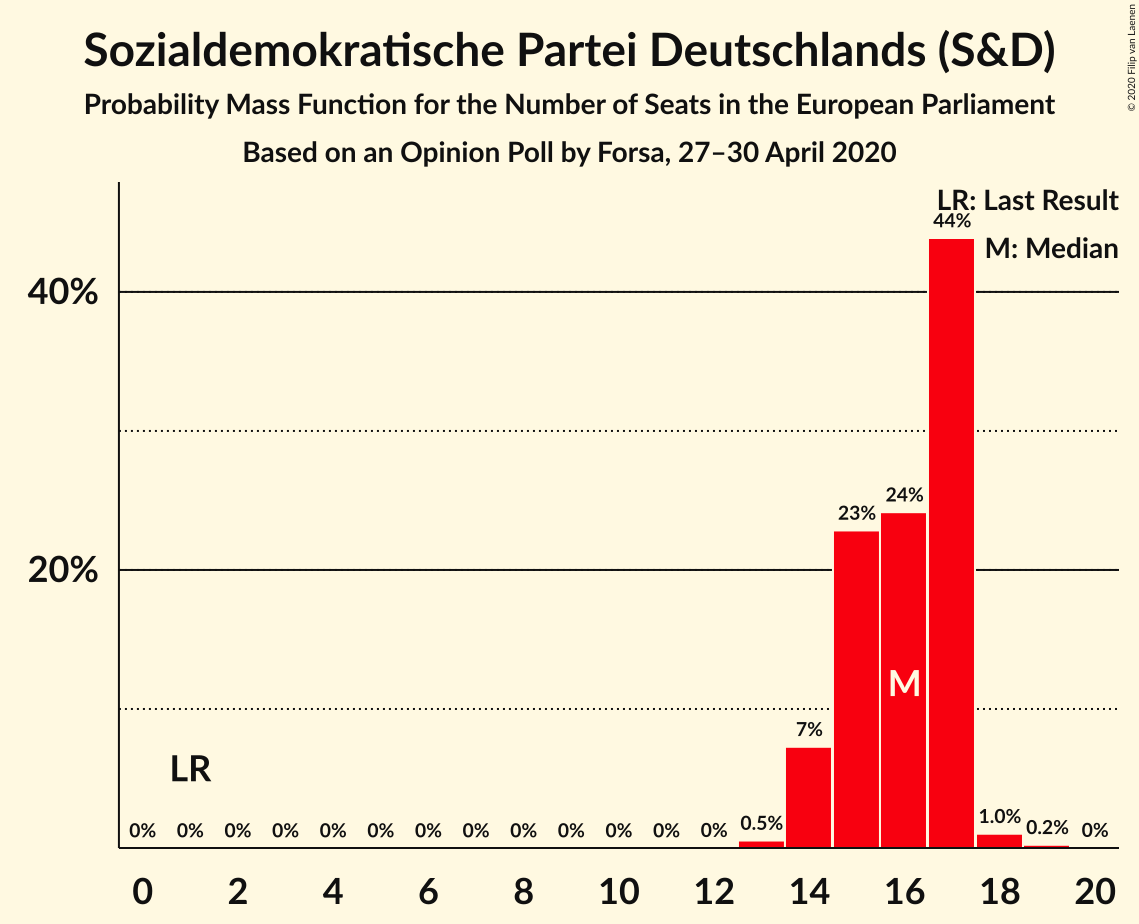 Sozialdemokratische Partei Deutschlands (S&D)
Probability Mass Function for the Number of Seats in the European Parliament
Based on an Opinion Poll by Forsa, 27–30 April 2020
© 2020 Filip van Laenen
LR: Last Result
M: Median
44%
40%
24%
23%
20%
M
7%
LR
0% 0% 0% 0% 0% 0% 0% 0% 0% 0% 0% 0% 0% 0.5% 1.0% 0.2% 0%
0 2 4 6 8 10 12 14 16 18 20